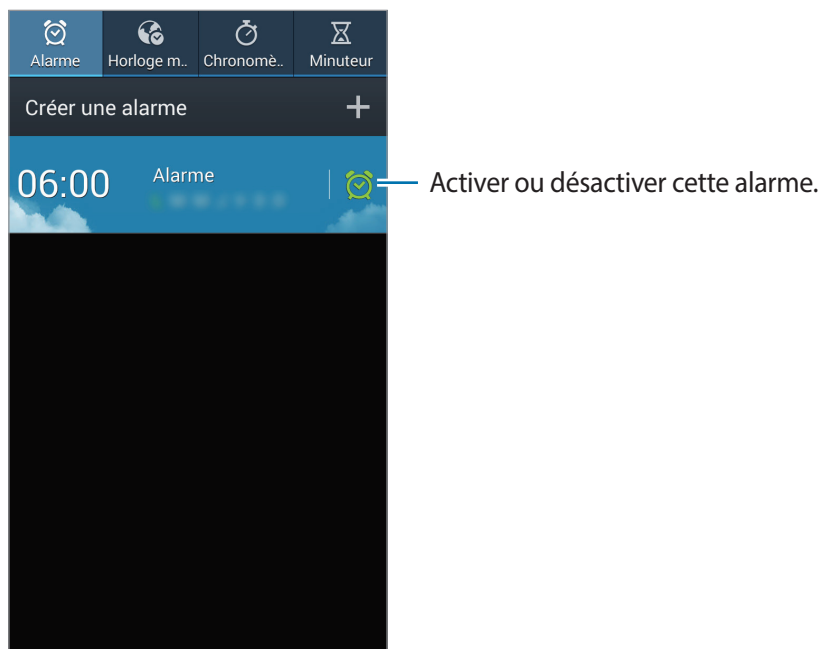 Alarme Horloge m.. Chronomè.. Minuteur
Créer une alarme
06:00 Alarme
Activer ou désactiver cette alarme.